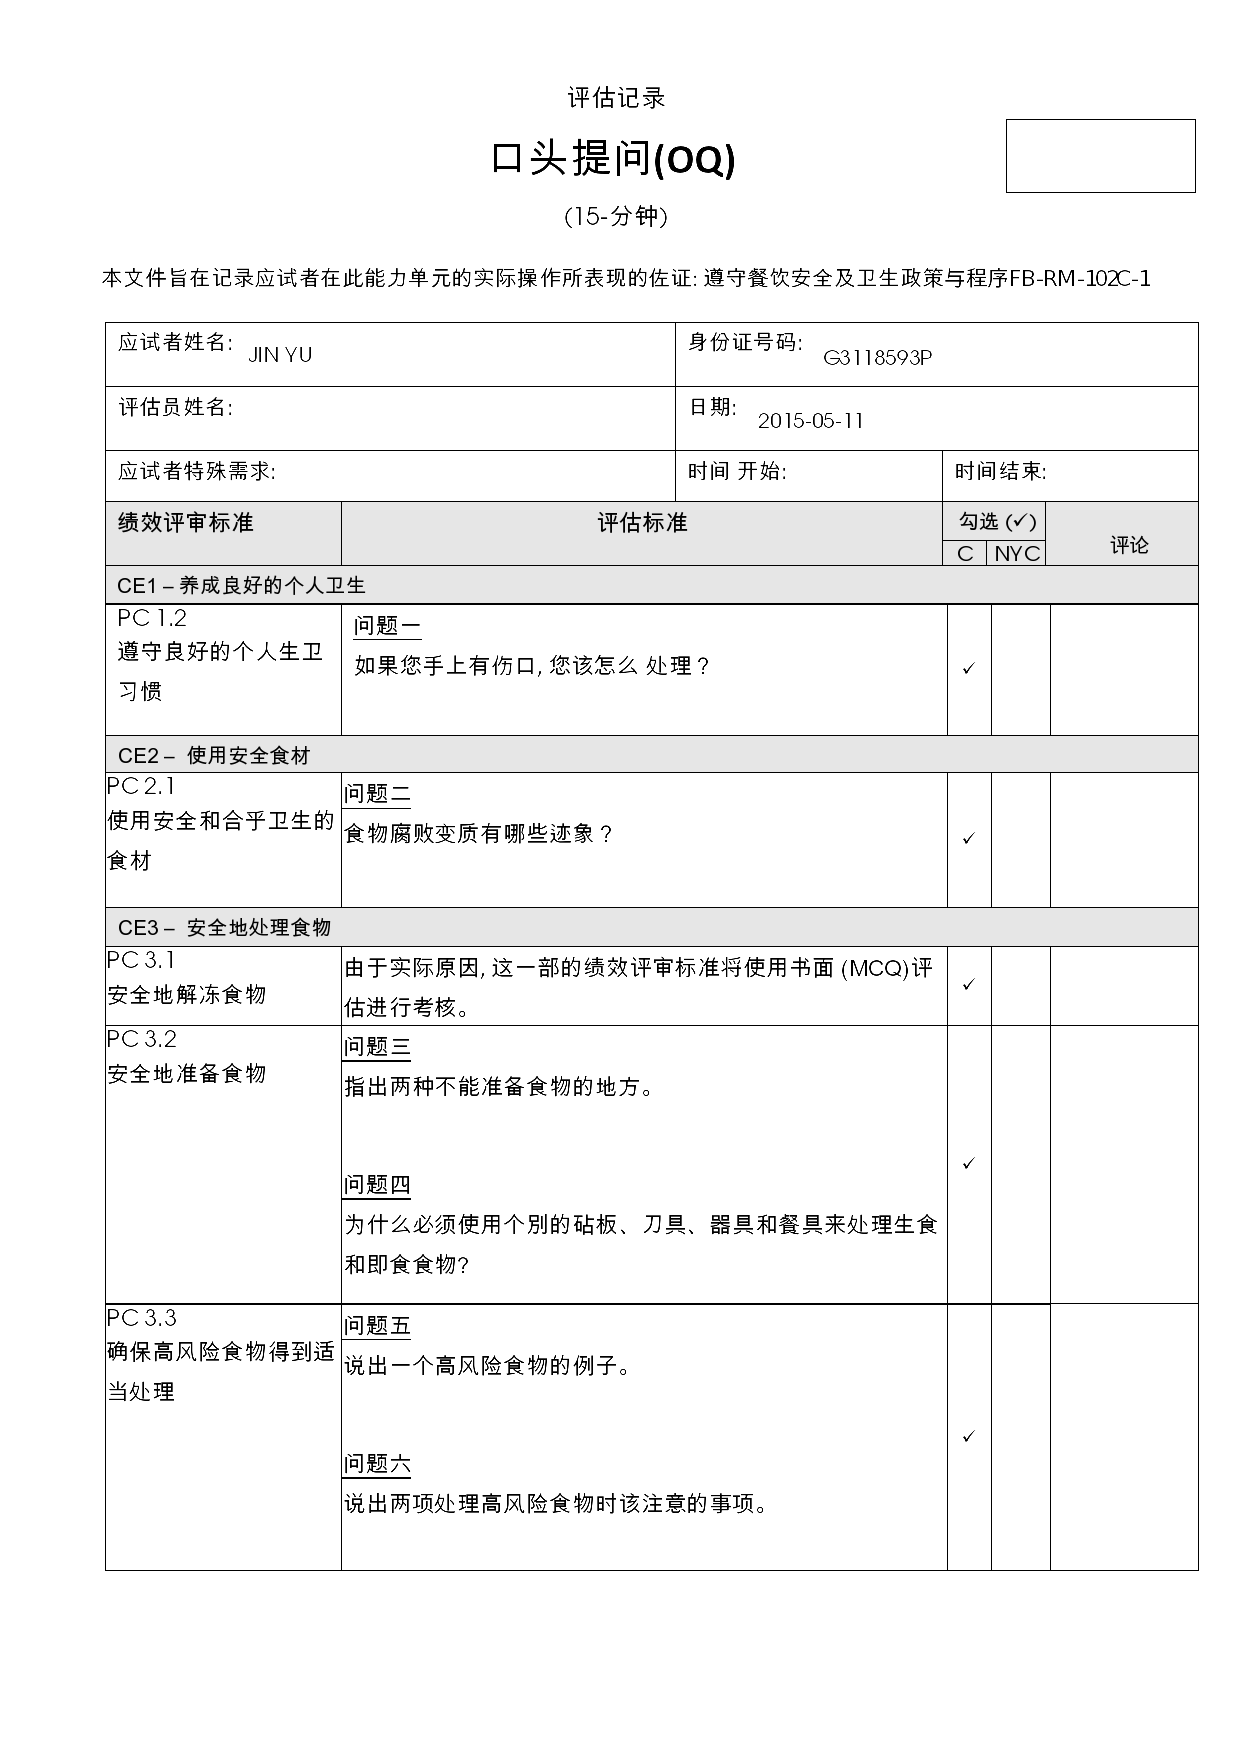 评估记录
口头提问(OQ)
(15-分钟)
本文件旨在记录应试者在此能力单元的实际操作所表现的佐证: 遵守餐饮安全及卫生政策与程序FB-RM-102C-1
应试者姓名: JIN YU
身份证号码: G3118593P
评估员姓名:
日期: 2015-05-11
应试者特殊需求:
时间 开始:
时间结束:
绩效评审标准
评估标准
勾选 (✓)
C
NYC
评论
CE1 – 养成良好的个人卫生
PC 1.2
遵守良好的个人生卫
习惯
问题一
如果您手上有伤口, 您该怎么 处理？
✓
CE2 – 使用安全食材
PC 2.1
使用安全和合乎卫生的
食材
问题二
食物腐败变质有哪些迹象？
✓
CE3 – 安全地处理食物
PC 3.1
安全地解冻食物
由于实际原因, 这一部的绩效评审标准将使用书面 (MCQ)评
估进行考核。
✓
PC 3.2
安全地准备食物
问题三
指出两种不能准备食物的地方。
问题四
为什么必须使用个别的砧板、刀具、器具和餐具来处理生食
和即食食物?
✓
PC 3.3
确保高风险食物得到适
当处理
问题五
说出一个高风险食物的例子。
问题六
说出两项处理高风险食物时该注意的事项。
✓